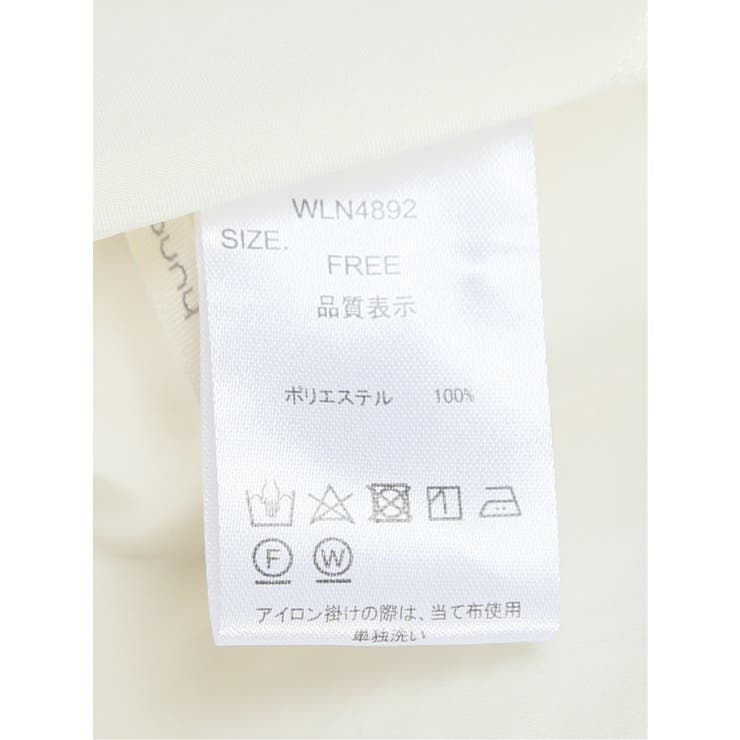 WLN4892
SIZE.
FREE
品質表示
ポリエステル 100%
F W
アイロン掛けの際は、当て布使用
単独洗い